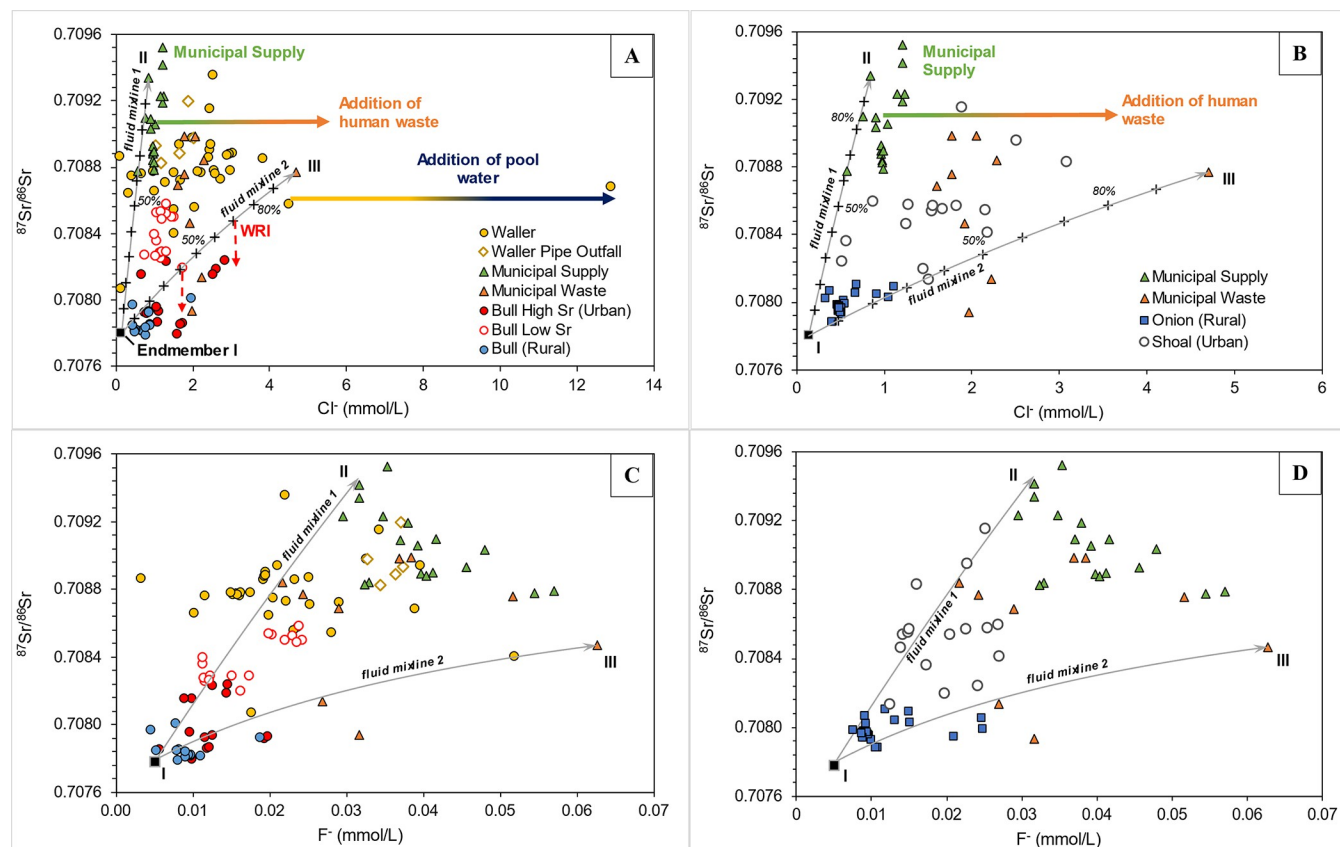 A
0.7096
0.7092
0.7088
0.7084
0.7080
0.7076
87Sr/86Sr
II
Municipal Supply
fluid mixline 1
Addition of
human waste
Addition of pool
water
III
fluid mixline 2
80%
50%
50%
WRI
Waller
Waller Pipe Outfall
Municipal Supply
Municipal Waste
Bull High Sr (Urban)
Bull Low Sr
Bull (Rural)
Endmember I
0 2 4 6 8 10 12 14
Cl- (mmol/L)
B
0.7096
0.7092
0.7088
0.7084
0.7080
0.7076
87Sr/86Sr
II
Municipal
Supply
80%
Addition of human
waste
fluid mixline 1
50%
80%
III
50%
fluid mixline 2
Municipal Supply
Municipal Waste
Onion (Rural)
Shoal (Urban)
I
0 1 2 3 4 5 6
Cl- (mmol/L)
C
0.7096
0.7092
0.7088
0.7084
0.7080
0.7076
87Sr/86Sr
II
fluid mixline 1
fluid mixline 2
III
I
0.00 0.01 0.02 0.03 0.04 0.05 0.06 0.07
F- (mmol/L)
D
0.7096
0.7092
0.7088
0.7084
0.7080
0.7076
87Sr/86Sr
II
fluid mixline 1
fluid mixline 2
III
I
0 0.01 0.02 0.03 0.04 0.05 0.06 0.07
F- (mmol/L)